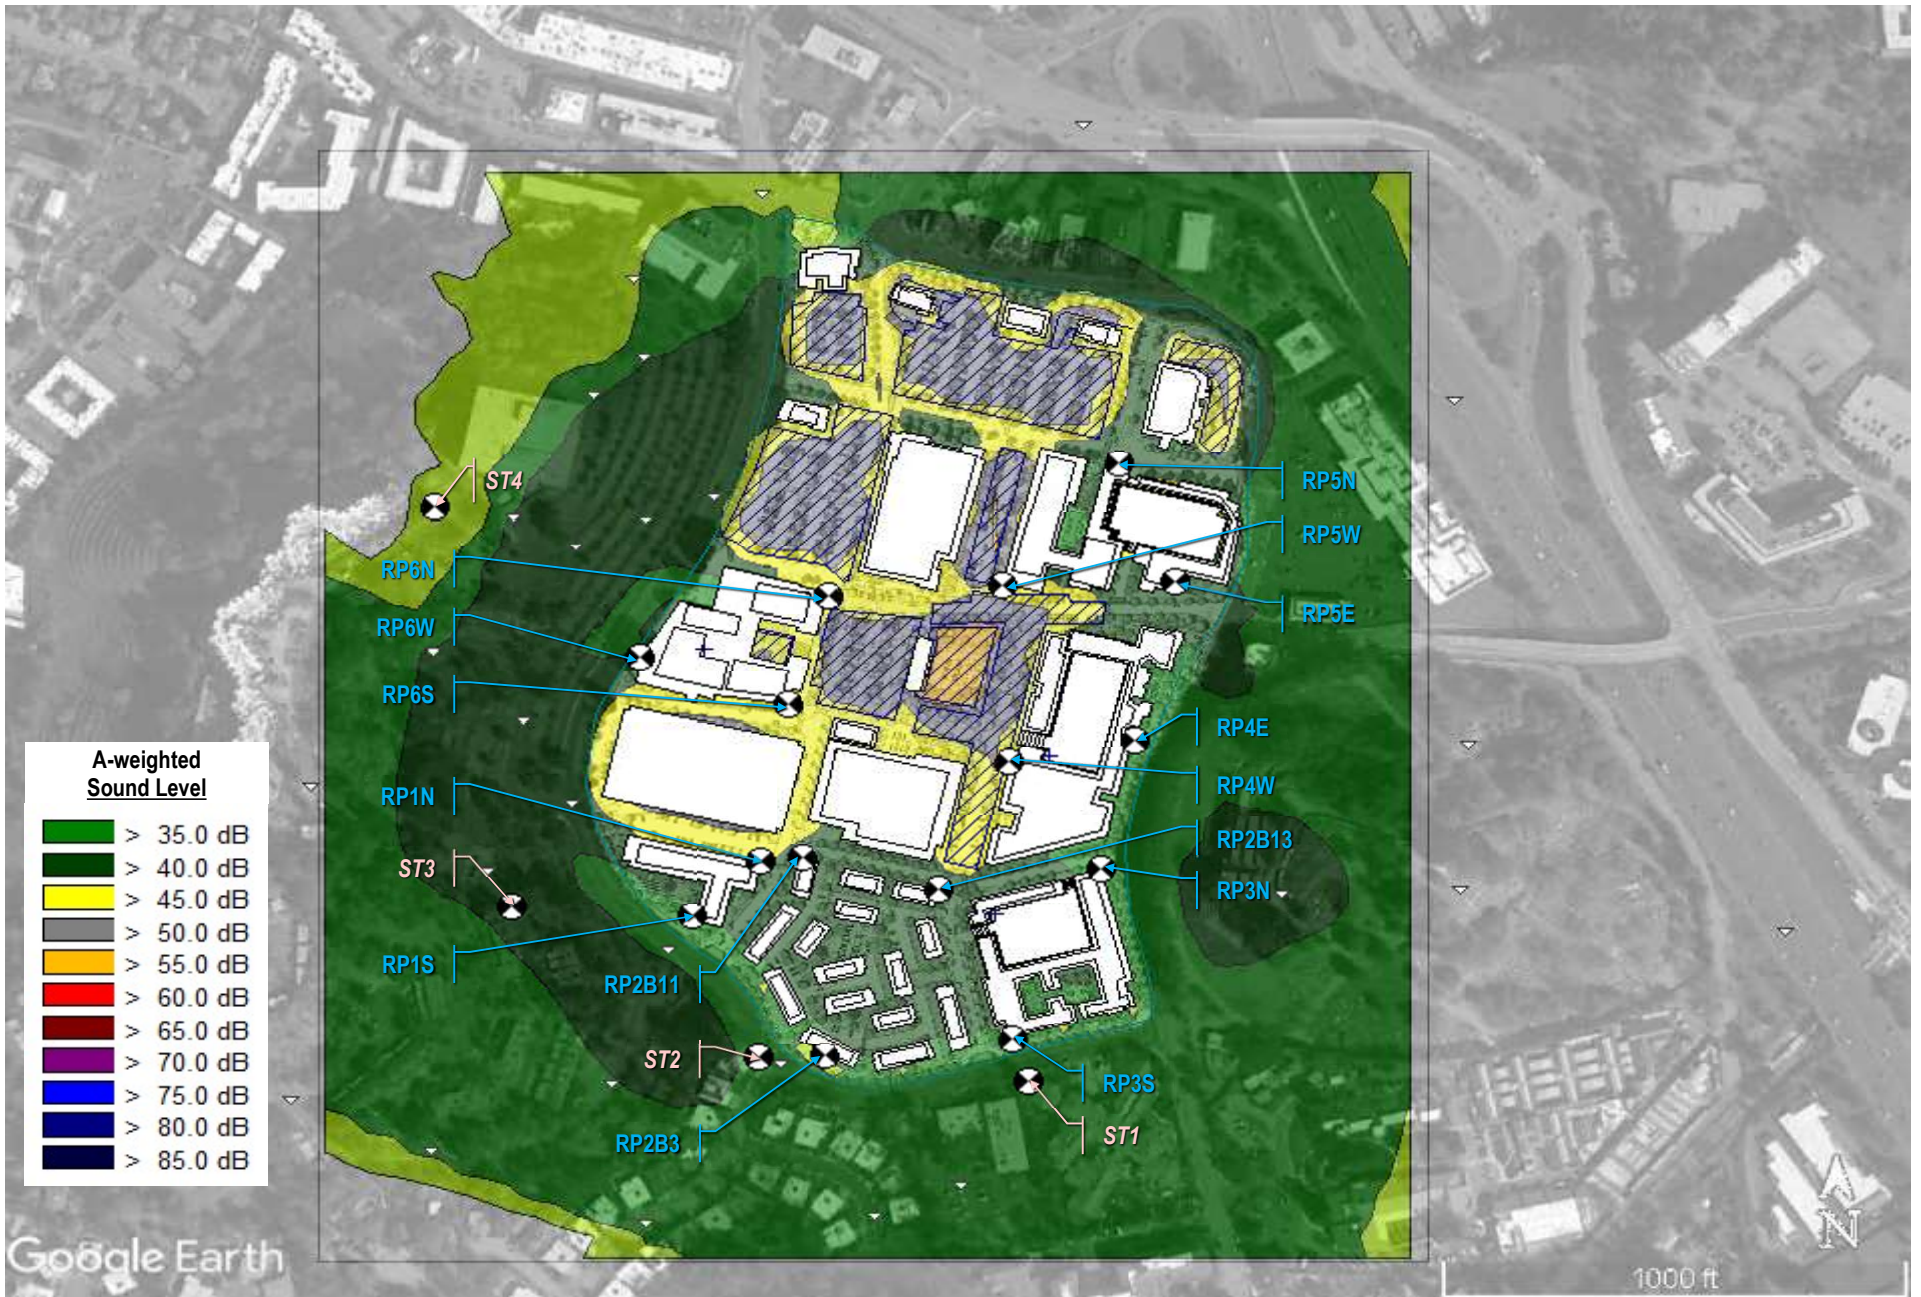 ST4
RP5N
RP5W
RP6N
RP5E
RP6W
RP6S
RP4E
A-weighted
Sound Level
> 35.0 dB
> 40.0 dB
> 45.0 dB
> 50.0 dB
> 55.0 dB
> 60.0 dB
> 65.0 dB
> 70.0 dB
> 75.0 dB
> 80.0 dB
> 85.0 dB
RP4W
RP1N
RP2B13
ST3
RP3N
RP1S
RP2B11
ST2
RP3S
RP2B3
ST1
N
Google Earth
1000 ft